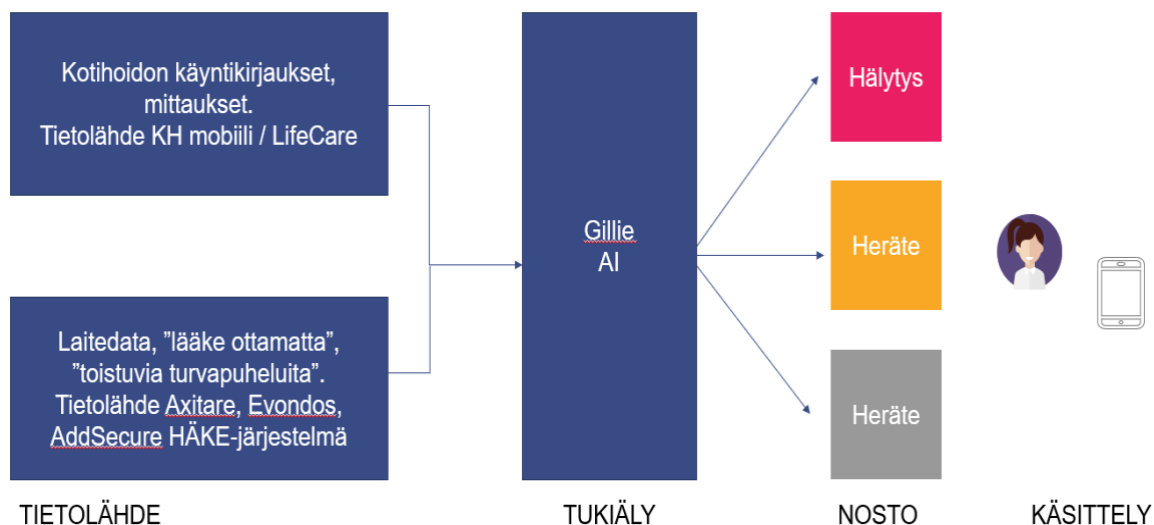 Kotihoidon käyntikirjaukset,
mittaukset.
Tietolähde KH mobiili / LifeCare
Laitedata, ”lääke ottamatta”,
”toistuvia turvapuheluita”.
Tietolähde Axitare, Evondos,
AddSecure HÄKE-järjestelmä
Gillie
AI
Hälytys
Heräte
Heräte
TIETOLÄHDE
TUKIÄLY
NOSTO
KÄSITTELY